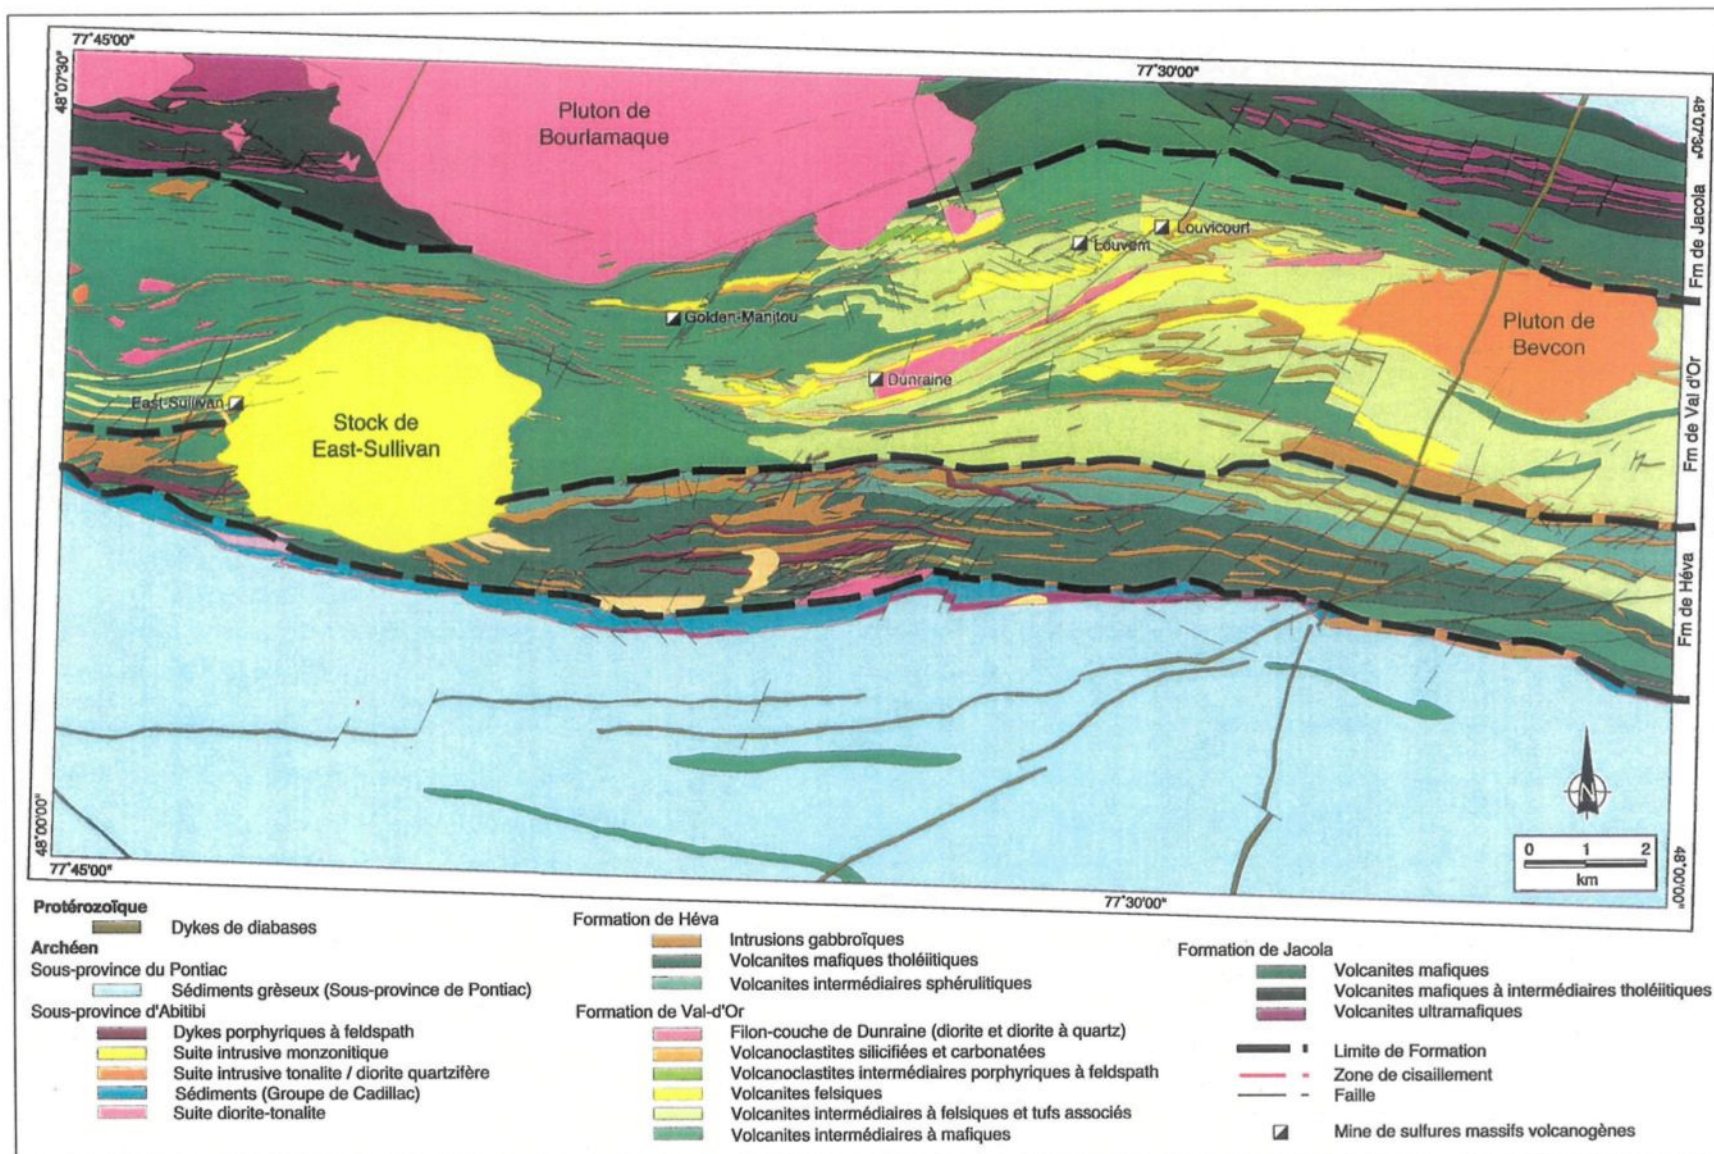 77°45'00"
77°30'00"
48°07'30"
48°07'30"
Pluton de
Bourlamaque
Fm de Jacola
Louvicourt
Louvem
Golden-Manitou
Pluton de
Bevcon
Dunraine
East-Sullivan
Stock de
East-Sullivan
Fm de Val d'Or
Fm de Héva
N
48°00'00"
48°00'00"
0 1 2
km
77°45'00"
77°30'00"
Protérozoïque
Dykes de diabases
Archéen
Sous-province du Pontiac
Sédiments grèseux (Sous-province de Pontiac)
Sous-province d'Abitibi
Dykes porphyriques à feldspath
Suite intrusive monzonitique
Suite intrusive tonalite / diorite quartzifère
Sédiments (Groupe de Cadillac)
Suite diorite-tonalite
Formation de Héva
Intrusions gabbroïques
Volcanites mafiques tholéiitiques
Volcanites intermédiaires sphérulitiques
Formation de Val-d'Or
Filon-couche de Dunraine (diorite et diorite à quartz)
Volcanoclastites silicifiées et carbonatées
Volcanoclastites intermédiaires porphyriques à feldspath
Volcanites felsiques
Volcanites intermédiaires à felsiques et tufs associés
Volcanites intermédiaires à mafiques
Formation de Jacola
Volcanites mafiques
Volcanites mafiques à intermédiaires tholéiitiques
Volcanites ultramafiques
Limite de Formation
Zone de cisaillement
Faille
Mine de sulfures massifs volcanogènes